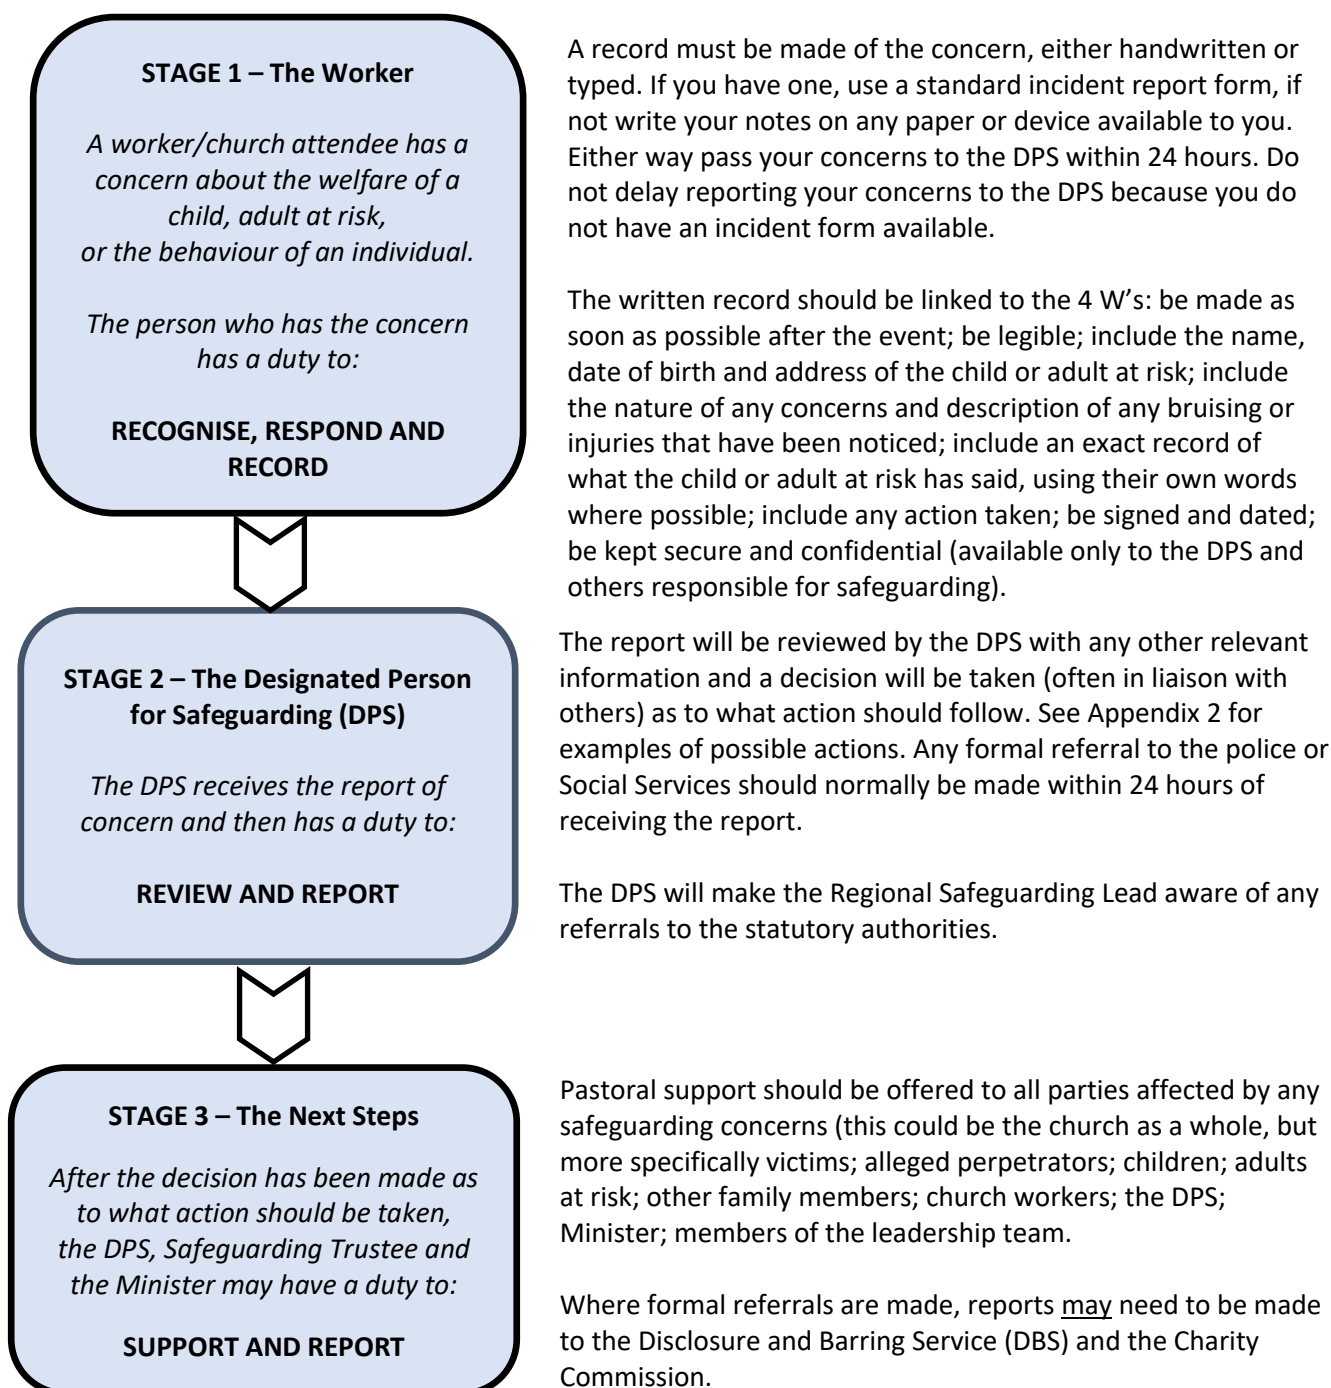 STAGE 1 – The Worker
A worker/church attendee has a
concern about the welfare of a
child, adult at risk,
or the behaviour of an individual.
The person who has the concern
has a duty to:
RECOGNISE, RESPOND AND
RECORD
A record must be made of the concern, either handwritten or
typed. If you have one, use a standard incident report form, if
not write your notes on any paper or device available to you.
Either way pass your concerns to the DPS within 24 hours. Do
not delay reporting your concerns to the DPS because you do
not have an incident form available.
The written record should be linked to the 4 W’s: be made as
soon as possible after the event; be legible; include the name,
date of birth and address of the child or adult at risk; include
the nature of any concerns and description of any bruising or
injuries that have been noticed; include an exact record of
what the child or adult at risk has said, using their own words
where possible; include any action taken; be signed and dated;
be kept secure and confidential (available only to the DPS and
others responsible for safeguarding).
STAGE 2 – The Designated Person
for Safeguarding (DPS)
The DPS receives the report of
concern and then has a duty to:
REVIEW AND REPORT
The report will be reviewed by the DPS with any other relevant
information and a decision will be taken (often in liaison with
others) as to what action should follow. See Appendix 2 for
examples of possible actions. Any formal referral to the police or
Social Services should normally be made within 24 hours of
receiving the report.
The DPS will make the Regional Safeguarding Lead aware of any
referrals to the statutory authorities.
STAGE 3 – The Next Steps
After the decision has been made as
to what action should be taken,
the DPS, Safeguarding Trustee and
the Minister may have a duty to:
SUPPORT AND REPORT
Pastoral support should be offered to all parties affected by any
safeguarding concerns (this could be the church as a whole, but
more specifically victims; alleged perpetrators; children; adults
at risk; other family members; church workers; the DPS;
Minister; members of the leadership team.
Where formal referrals are made, reports may need to be made
to the Disclosure and Barring Service (DBS) and the Charity
Commission.